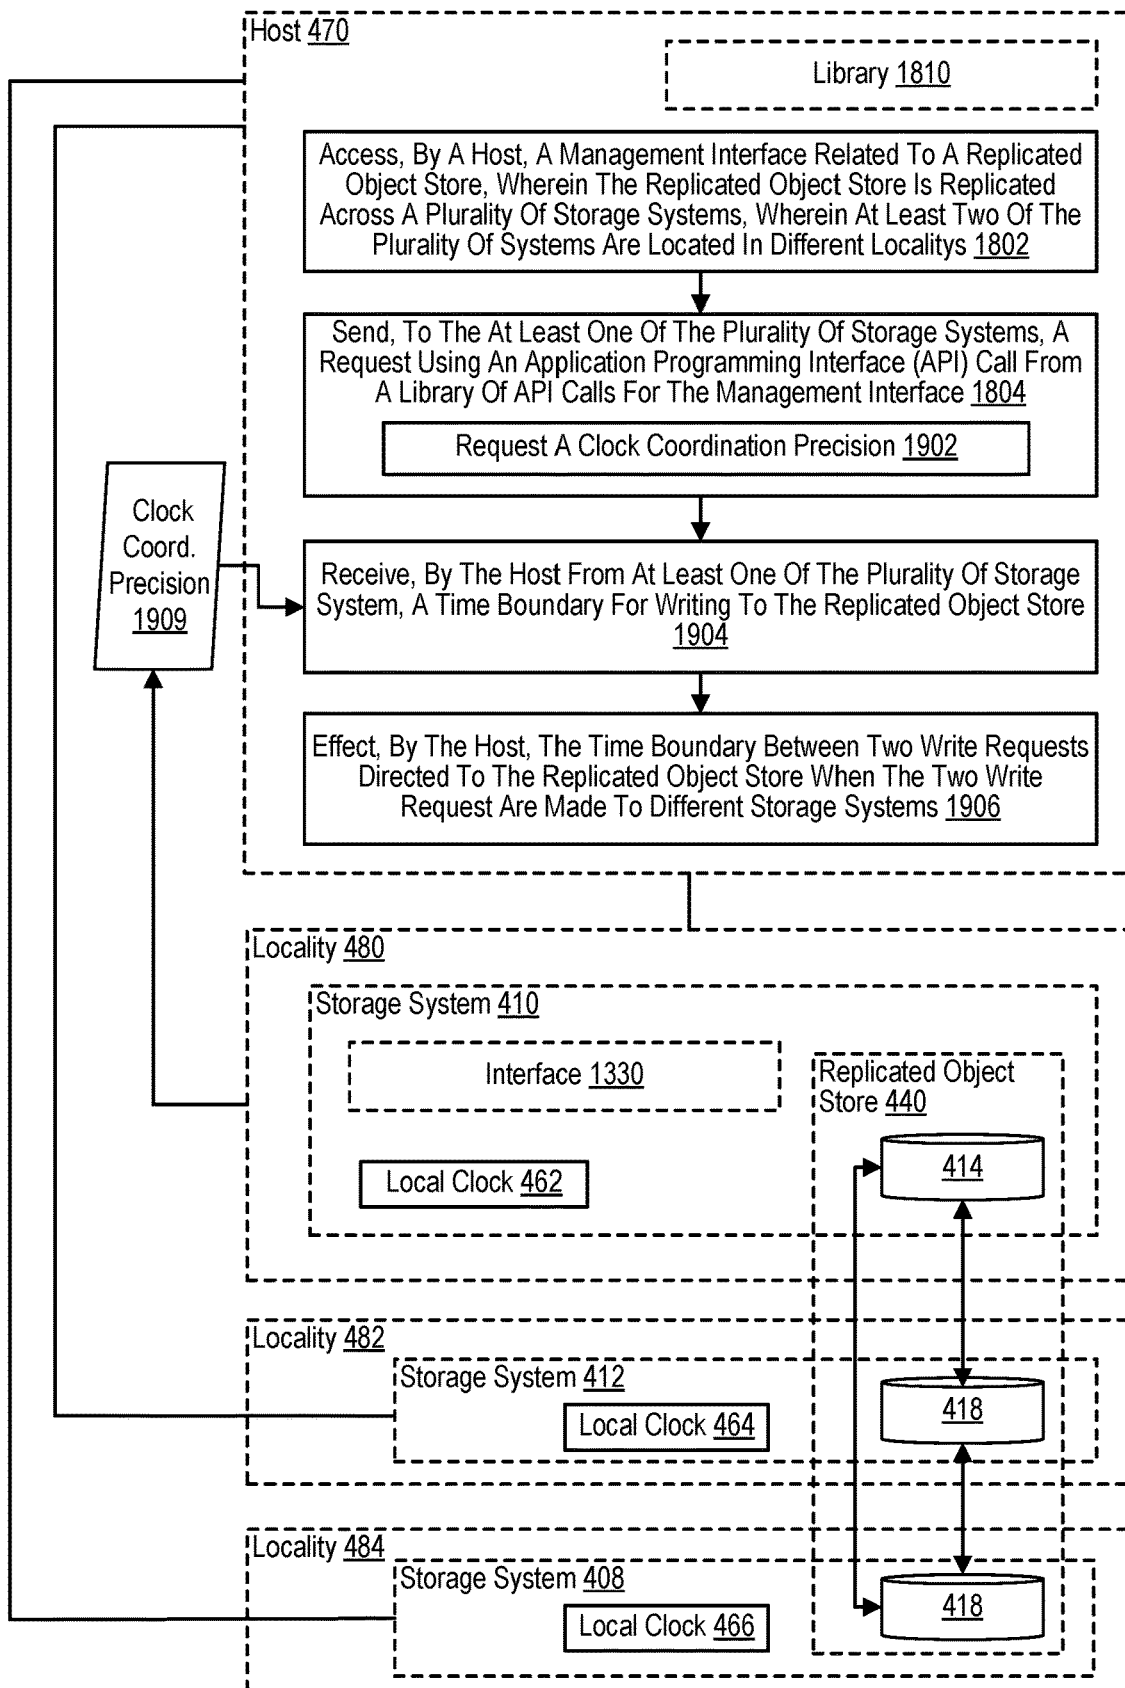 Host 470
Library 1810
Access, By A Host, A Management Interface Related To A Replicated
Object Store, Wherein The Replicated Object Store Is Replicated
Across A Plurality Of Storage Systems, Wherein At Least Two Of The
Plurality Of Systems Are Located In Different Localitys 1802
Send, To The At Least One Of The Plurality Of Storage Systems, A
Request Using An Application Programming Interface (API) Call From
A Library Of API Calls For The Management Interface 1804
Request A Clock Coordination Precision 1902
Clock
Coord.
Precision
1909
Receive, By The Host From At Least One Of The Plurality Of Storage
System, A Time Boundary For Writing To The Replicated Object Store
1904
Effect, By The Host, The Time Boundary Between Two Write Requests
Directed To The Replicated Object Store When The Two Write
Request Are Made To Different Storage Systems 1906
Locality 480
Storage System 410
Interface 1330
Replicated Object
Store 440
414
Local Clock 462
Locality 482
Storage System 412
Local Clock 464
418
Locality 484
Storage System 408
Local Clock 466
418